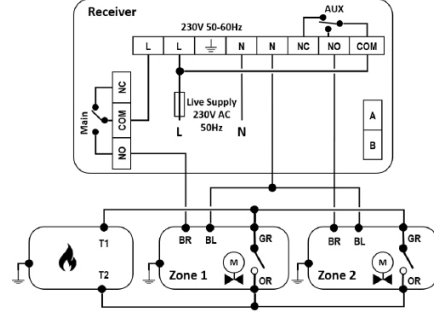 Receiver
AUX
230V 50-60Hz
L L N N NC NO COM
NC
COM
NO
Main
Live Supply
230V AC
50Hz
L N
A
B
T1
T2
BR BL GR
M
Zone 1
OR
BR BL GR
M
Zone 2
OR